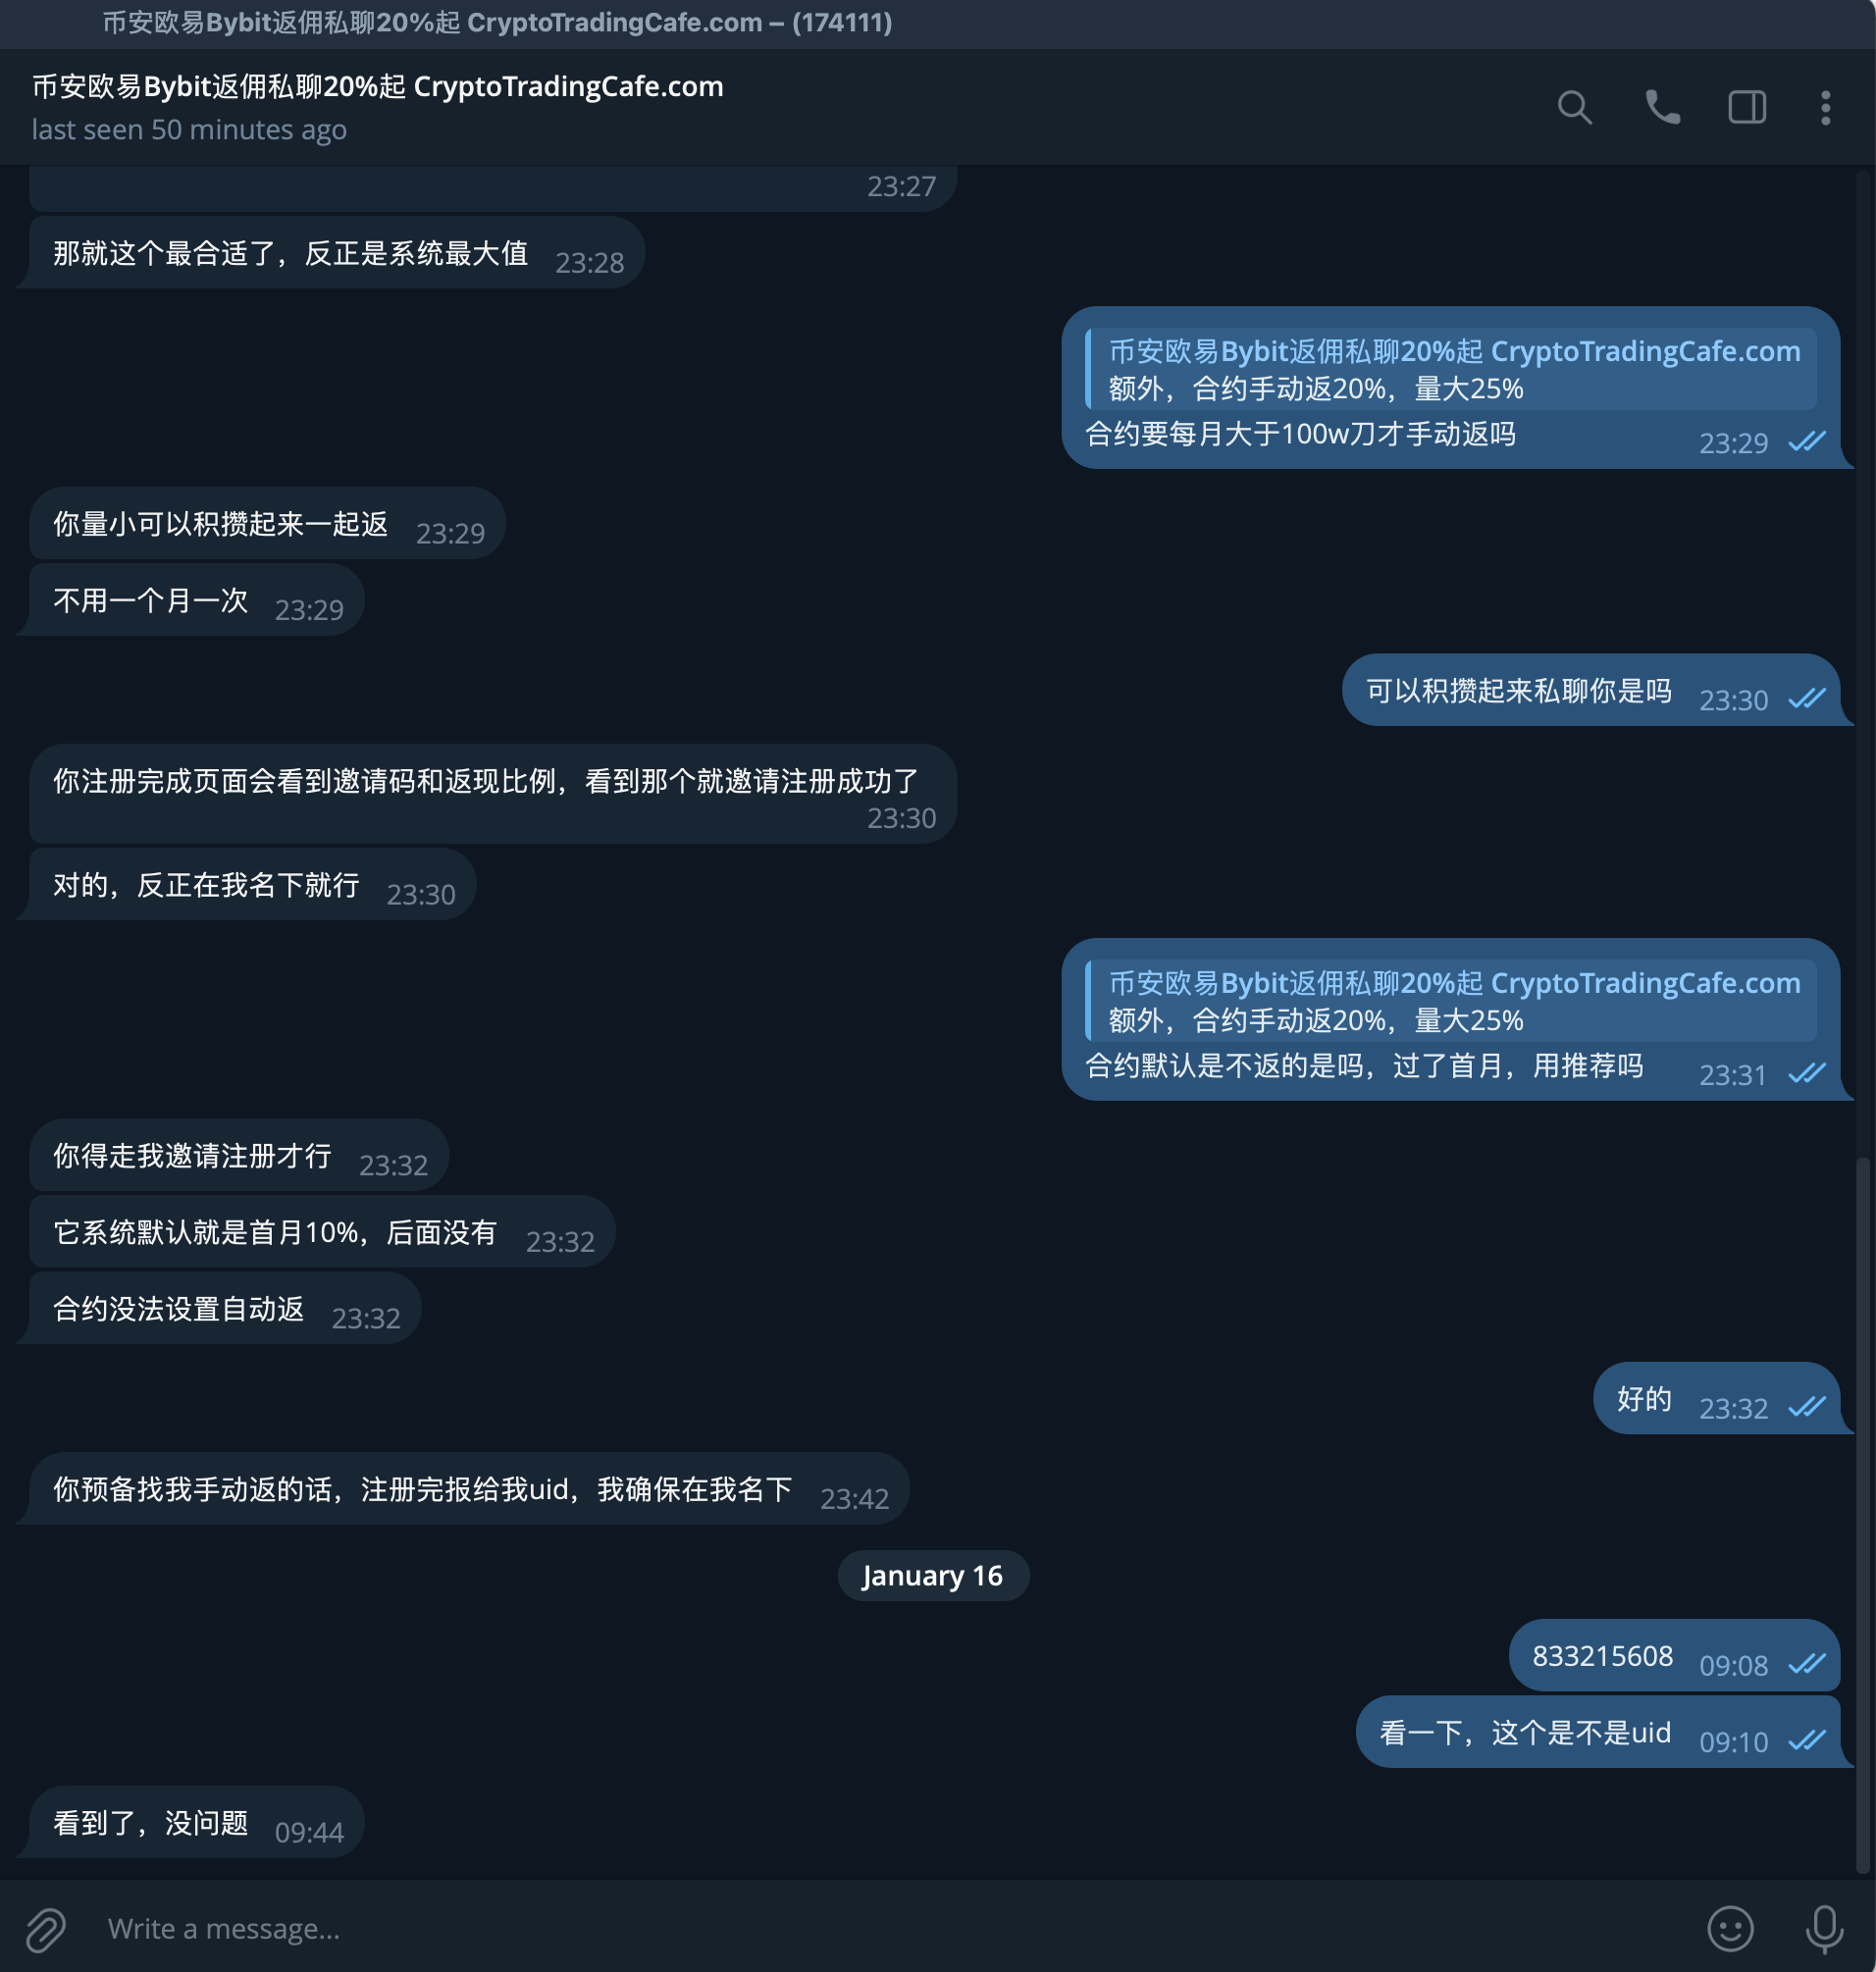 币安欧易Bybit返佣私聊20%起 CryptoTradingCafe.com – (174111)
币安欧易Bybit返佣私聊20%起 CryptoTradingCafe.com
last seen 50 minutes ago
23:27
那就这个最合适了，反正是系统最大值 23:28
币安欧易Bybit返佣私聊20%起 CryptoTradingCafe.com
额外，合约手动返20%，量大25%
合约要每月大于100w刀才手动返吗 23:29
你量小可以积攒起来一起返 23:29
不用一个月一次 23:29
可以积攒起来私聊你是吗 23:30
你注册完成页面会看到邀请码和返现比例，看到那个就邀请注册成功了
23:30
对的，反正在我名下就行 23:30
币安欧易Bybit返佣私聊20%起 CryptoTradingCafe.com
额外，合约手动返20%，量大25%
合约默认是不返的是吗，过了首月，用推荐吗 23:31
你得走我邀请注册才行 23:32
它系统默认就是首月10%，后面没有 23:32
合约没法设置自动返 23:32
好的 23:32
你预备找我手动返的话，注册完报给我uid，我确保在我名下 23:42
January 16
833215608 09:08
看一下，这个是不是uid 09:10
看到了，没问题 09:44
Write a message...